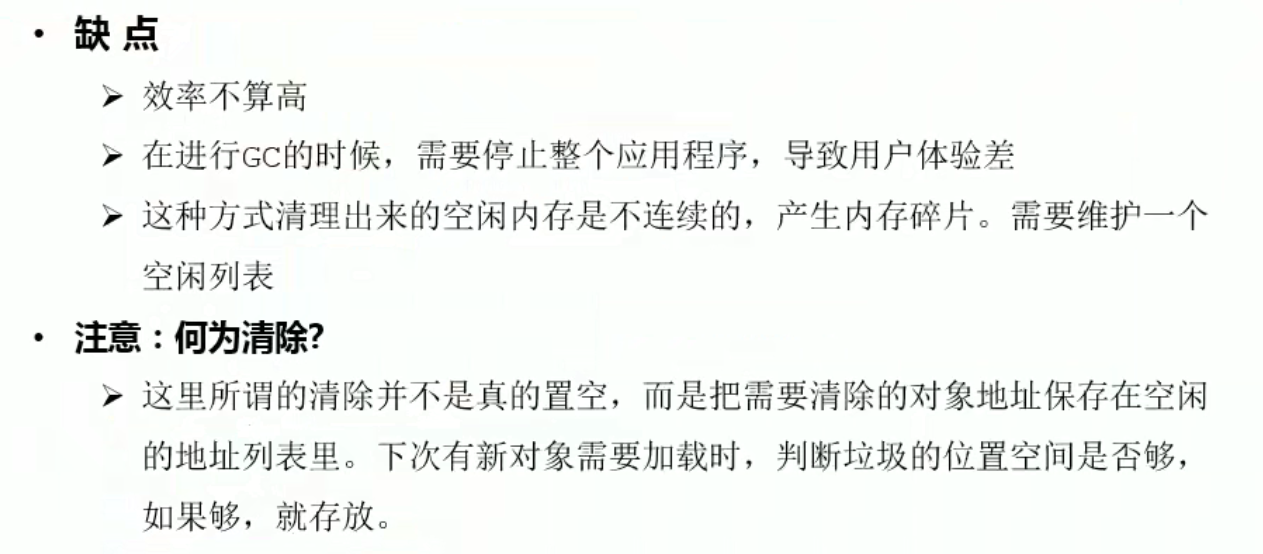 • 缺 点
➢ 效率不算高
➢ 在进行GC的时候，需要停止整个应用程序，导致用户体验差
➢ 这种方式清理出来的空闲内存是不连续的，产生内存碎片。需要维护一个
空闲列表
• 注意：何为清除?
➢ 这里所谓的清除并不是真的置空，而是把需要清除的对象地址保存在空闲
的地址列表里。下次有新对象需要加载时，判断垃圾的位置空间是否够，
如果够，就存放。